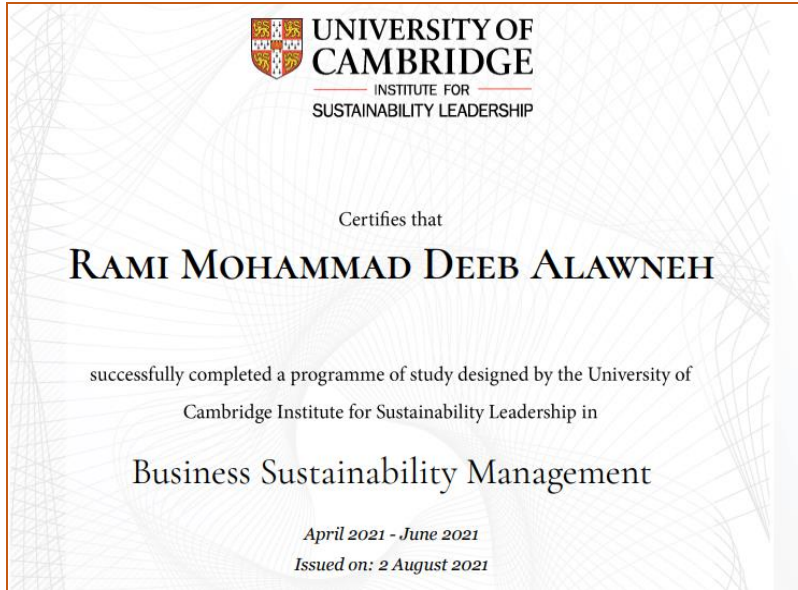 UNIVERSITY OF
CAMBRIDGE
INSTITUTE FOR
SUSTAINABILITY LEADERSHIP
Certifies that
RAMI MOHAMMAD DEEB ALAWNEH
successfully completed a programme of study designed by the University of
Cambridge Institute for Sustainability Leadership in
Business Sustainability Management
April 2021 - June 2021
Issued on: 2 August 2021